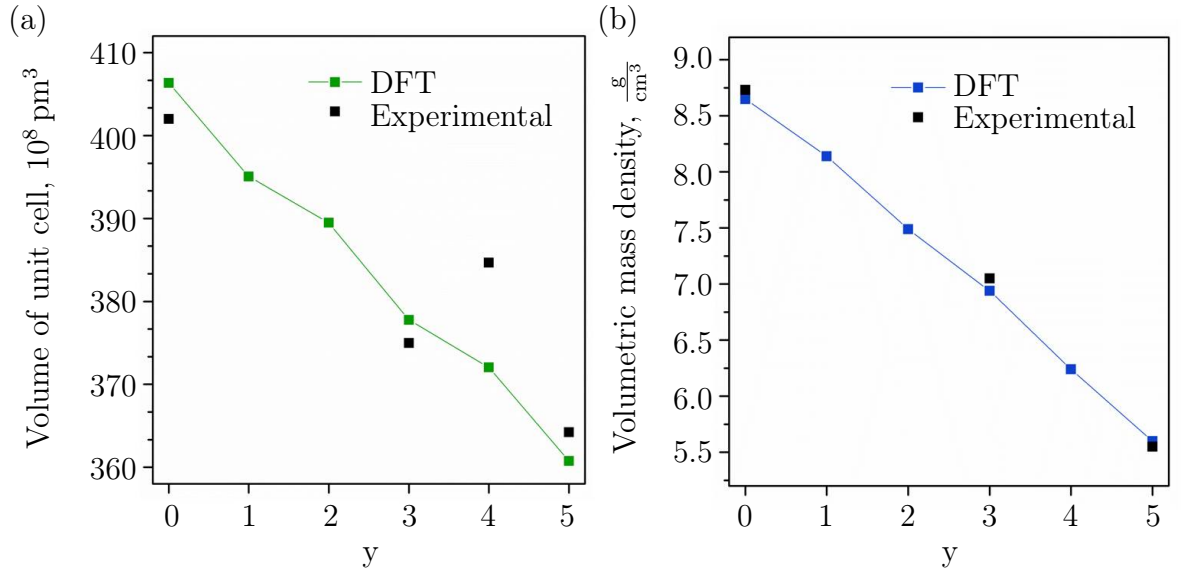 (a)
Volume of unit cell, 10⁸ pm³
410
400
390
380
370
360
DFT
Experimental
0 1 2 3 4 5
y
(b)
Volumetric mass density, g/cm³
9.0
8.5
8.0
7.5
7.0
6.5
6.0
5.5
DFT
Experimental
0 1 2 3 4 5
y